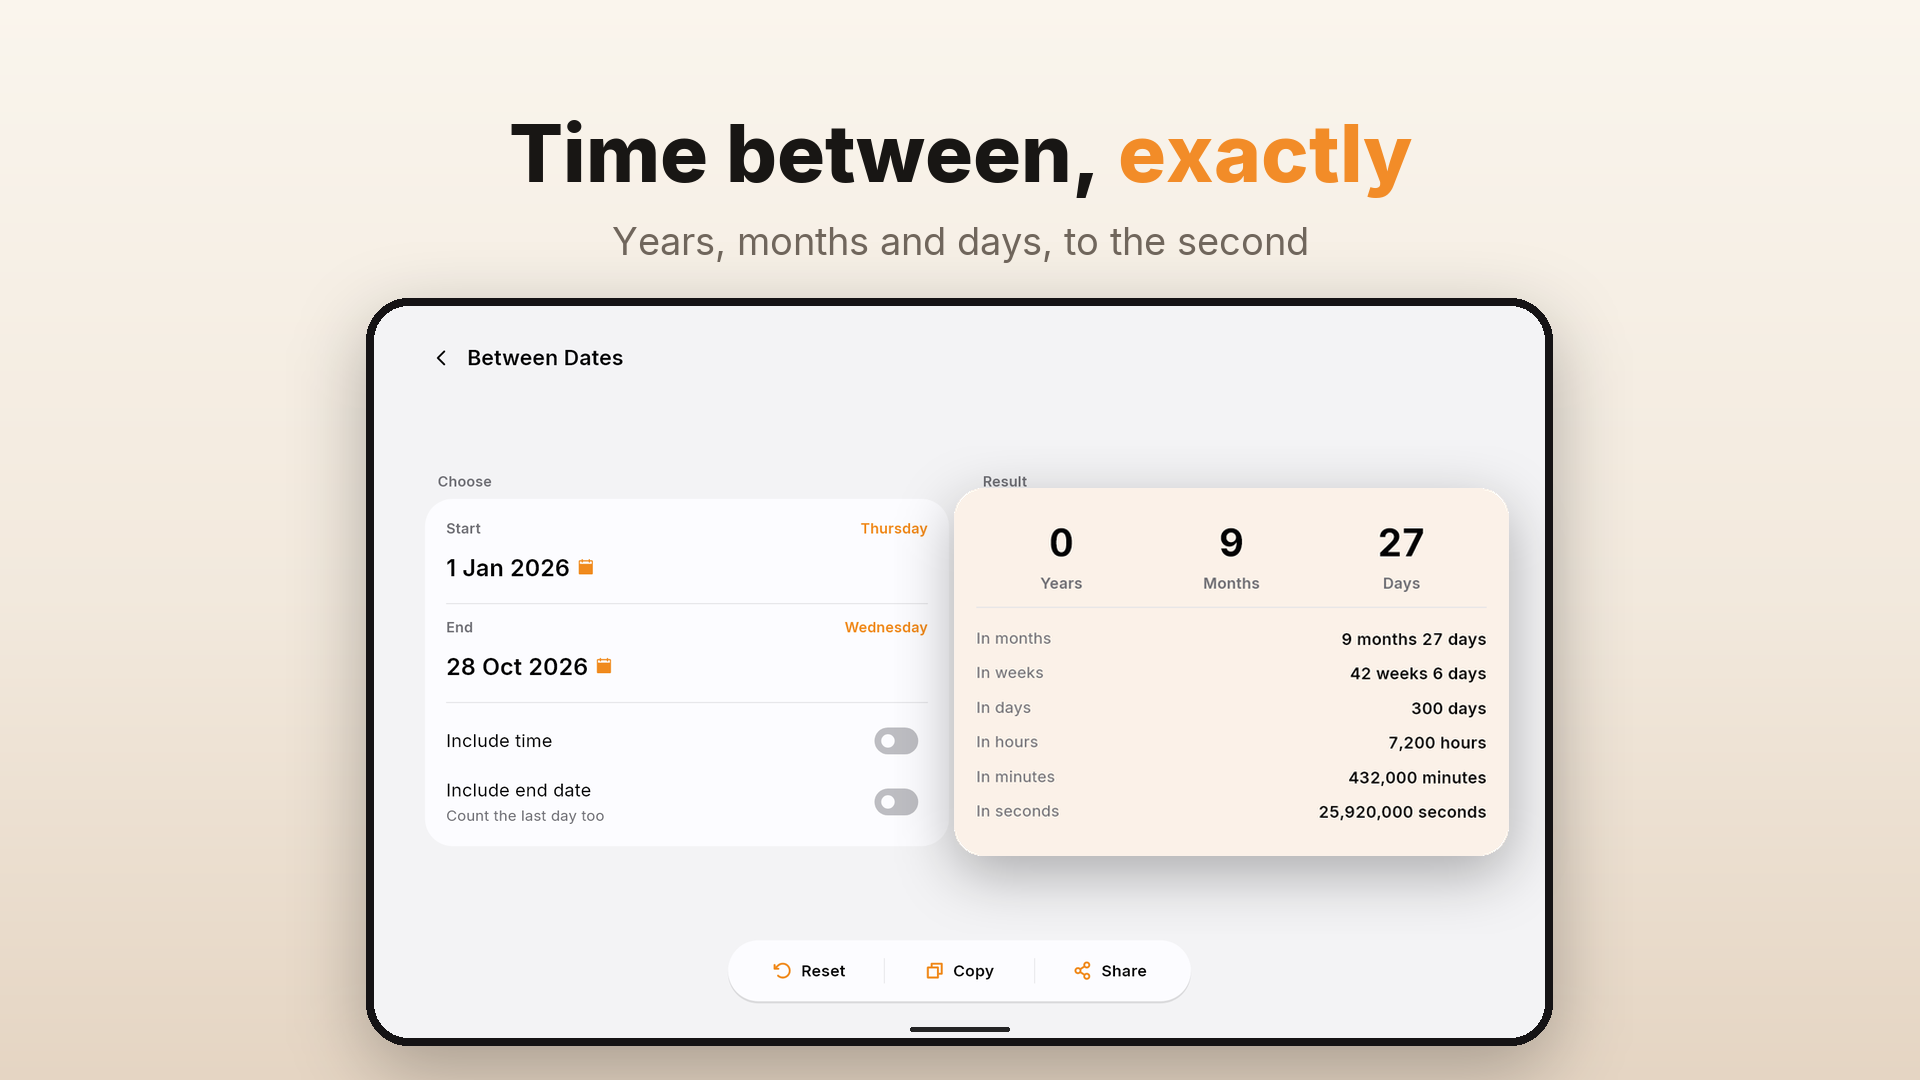 Time between, exactly
Years, months and days, to the second
Between Dates
Choose
Start Thursday
1 Jan 2026
End Wednesday
28 Oct 2026
Include time
Include end date
Count the last day too
Result
0 9 27
Years Months Days
In months 9 months 27 days
In weeks 42 weeks 6 days
In days 300 days
In hours 7,200 hours
In minutes 432,000 minutes
In seconds 25,920,000 seconds
Reset Copy Share